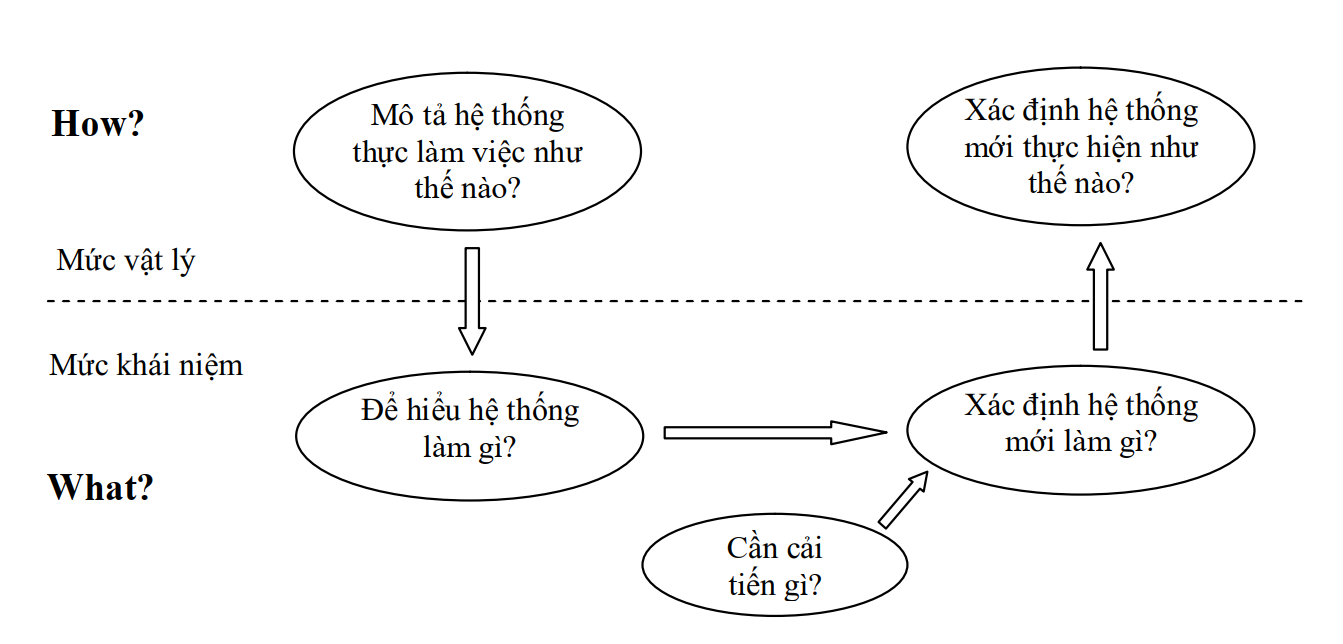 How?
Mô tả hệ thống
thực làm việc như
thế nào?
Xác định hệ thống
mới thực hiện như
thế nào?
Mức vật lý
Mức khái niệm
Để hiểu hệ thống
làm gì?
Xác định hệ thống
mới làm gì?
What?
Cần cải
tiến gì?